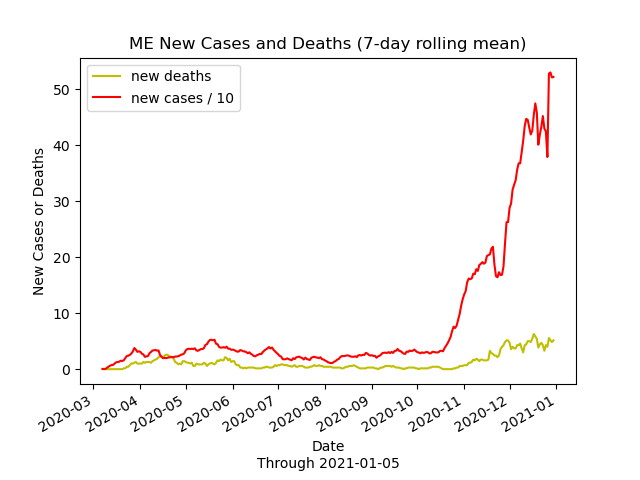 ME New Cases and Deaths (7-day rolling mean)
new deaths
new cases / 10
New Cases or Deaths
50
40
30
20
10
0
2020-03
2020-04
2020-05
2020-06
2020-07
2020-08
2020-09
2020-10
2020-11
2020-12
2021-01
Date
Through 2021-01-05